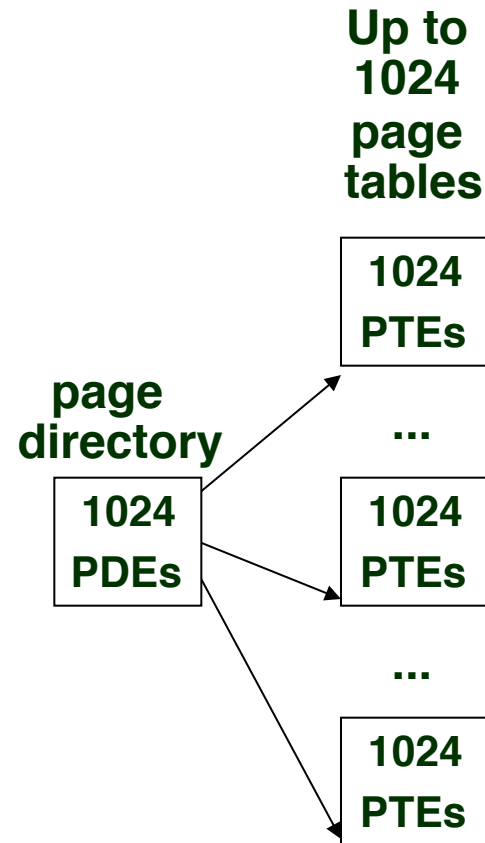 Up to
1024
page
tables
1024
PTEs
page
directory
...
1024
PDEs
1024
PTEs
...
1024
PTEs